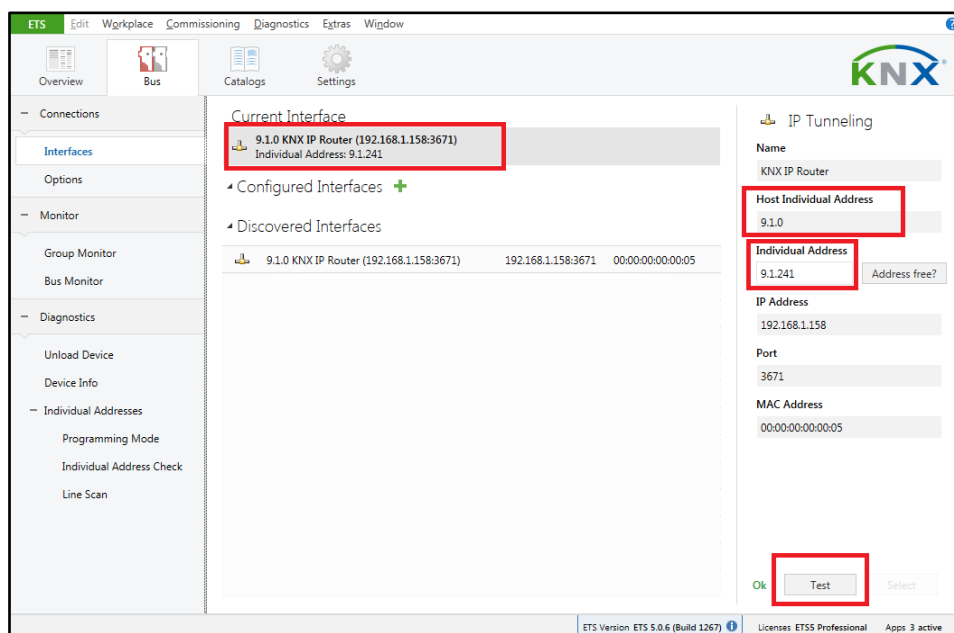 ETS Edit Workplace Commissioning Diagnostics Extras Window ?
Overview Bus Catalogs Settings
KNX
Connections
Interfaces
Options
Monitor
Group Monitor
Bus Monitor
Diagnostics
Unload Device
Device Info
Individual Addresses
Programming Mode
Individual Address Check
Line Scan
Current Interface
9.1.0 KNX IP Router (192.168.1.158:3671)
Individual Address: 9.1.241
Configured Interfaces
Discovered Interfaces
9.1.0 KNX IP Router (192.168.1.158:3671) 192.168.1.158:3671 00:00:00:00:00:05
IP Tunneling
Name
KNX IP Router
Host Individual Address
9.1.0
Individual Address
9.1.241 Address free?
IP Address
192.168.1.158
Port
3671
MAC Address
00:00:00:00:00:05
Ok Test Select
ETS Version ETS 5.0.6 (Build 1267) Licenses ETS5 Professional Apps 3 active